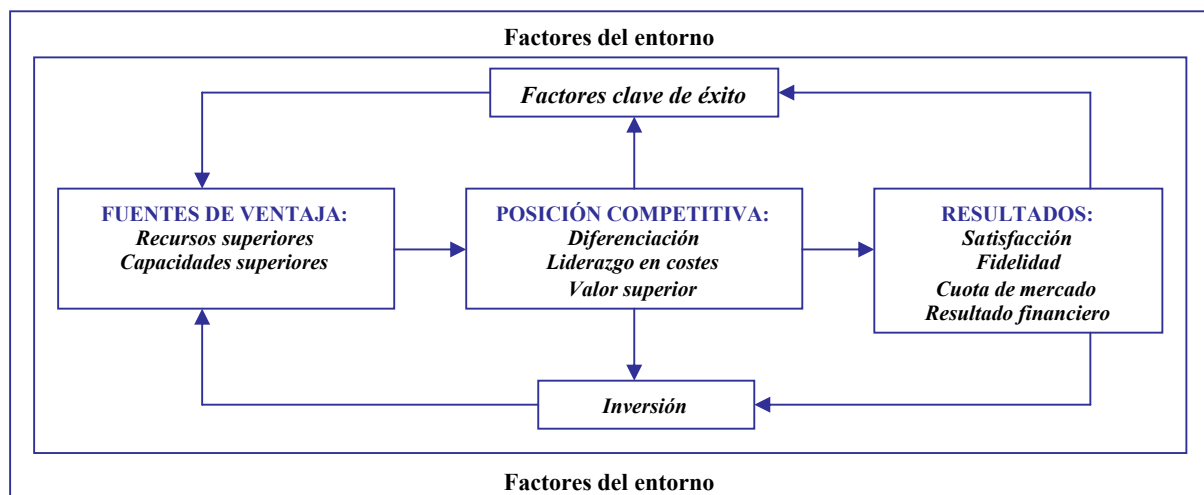 Factores del entorno
Factores clave de éxito
FUENTES DE VENTAJA:
Recursos superiores
Capacidades superiores
POSICIÓN COMPETITIVA:
Diferenciación
Liderazgo en costes
Valor superior
RESULTADOS:
Satisfacción
Fidelidad
Cuota de mercado
Resultado financiero
Inversión
Factores del entorno